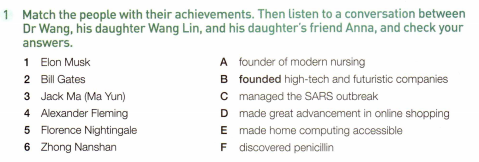 1 Match the people with their achievements. Then listen to a conversation between
Dr Wang, his daughter Wang Lin, and his daughter's friend Anna, and check your
answers.
1 Elon Musk A founder of modern nursing
2 Bill Gates B founded high-tech and futuristic companies
3 Jack Ma (Ma Yun) C managed the SARS outbreak
4 Alexander Fleming D made great advancement in online shopping
5 Florence Nightingale E made home computing accessible
6 Zhong Nanshan F discovered penicillin